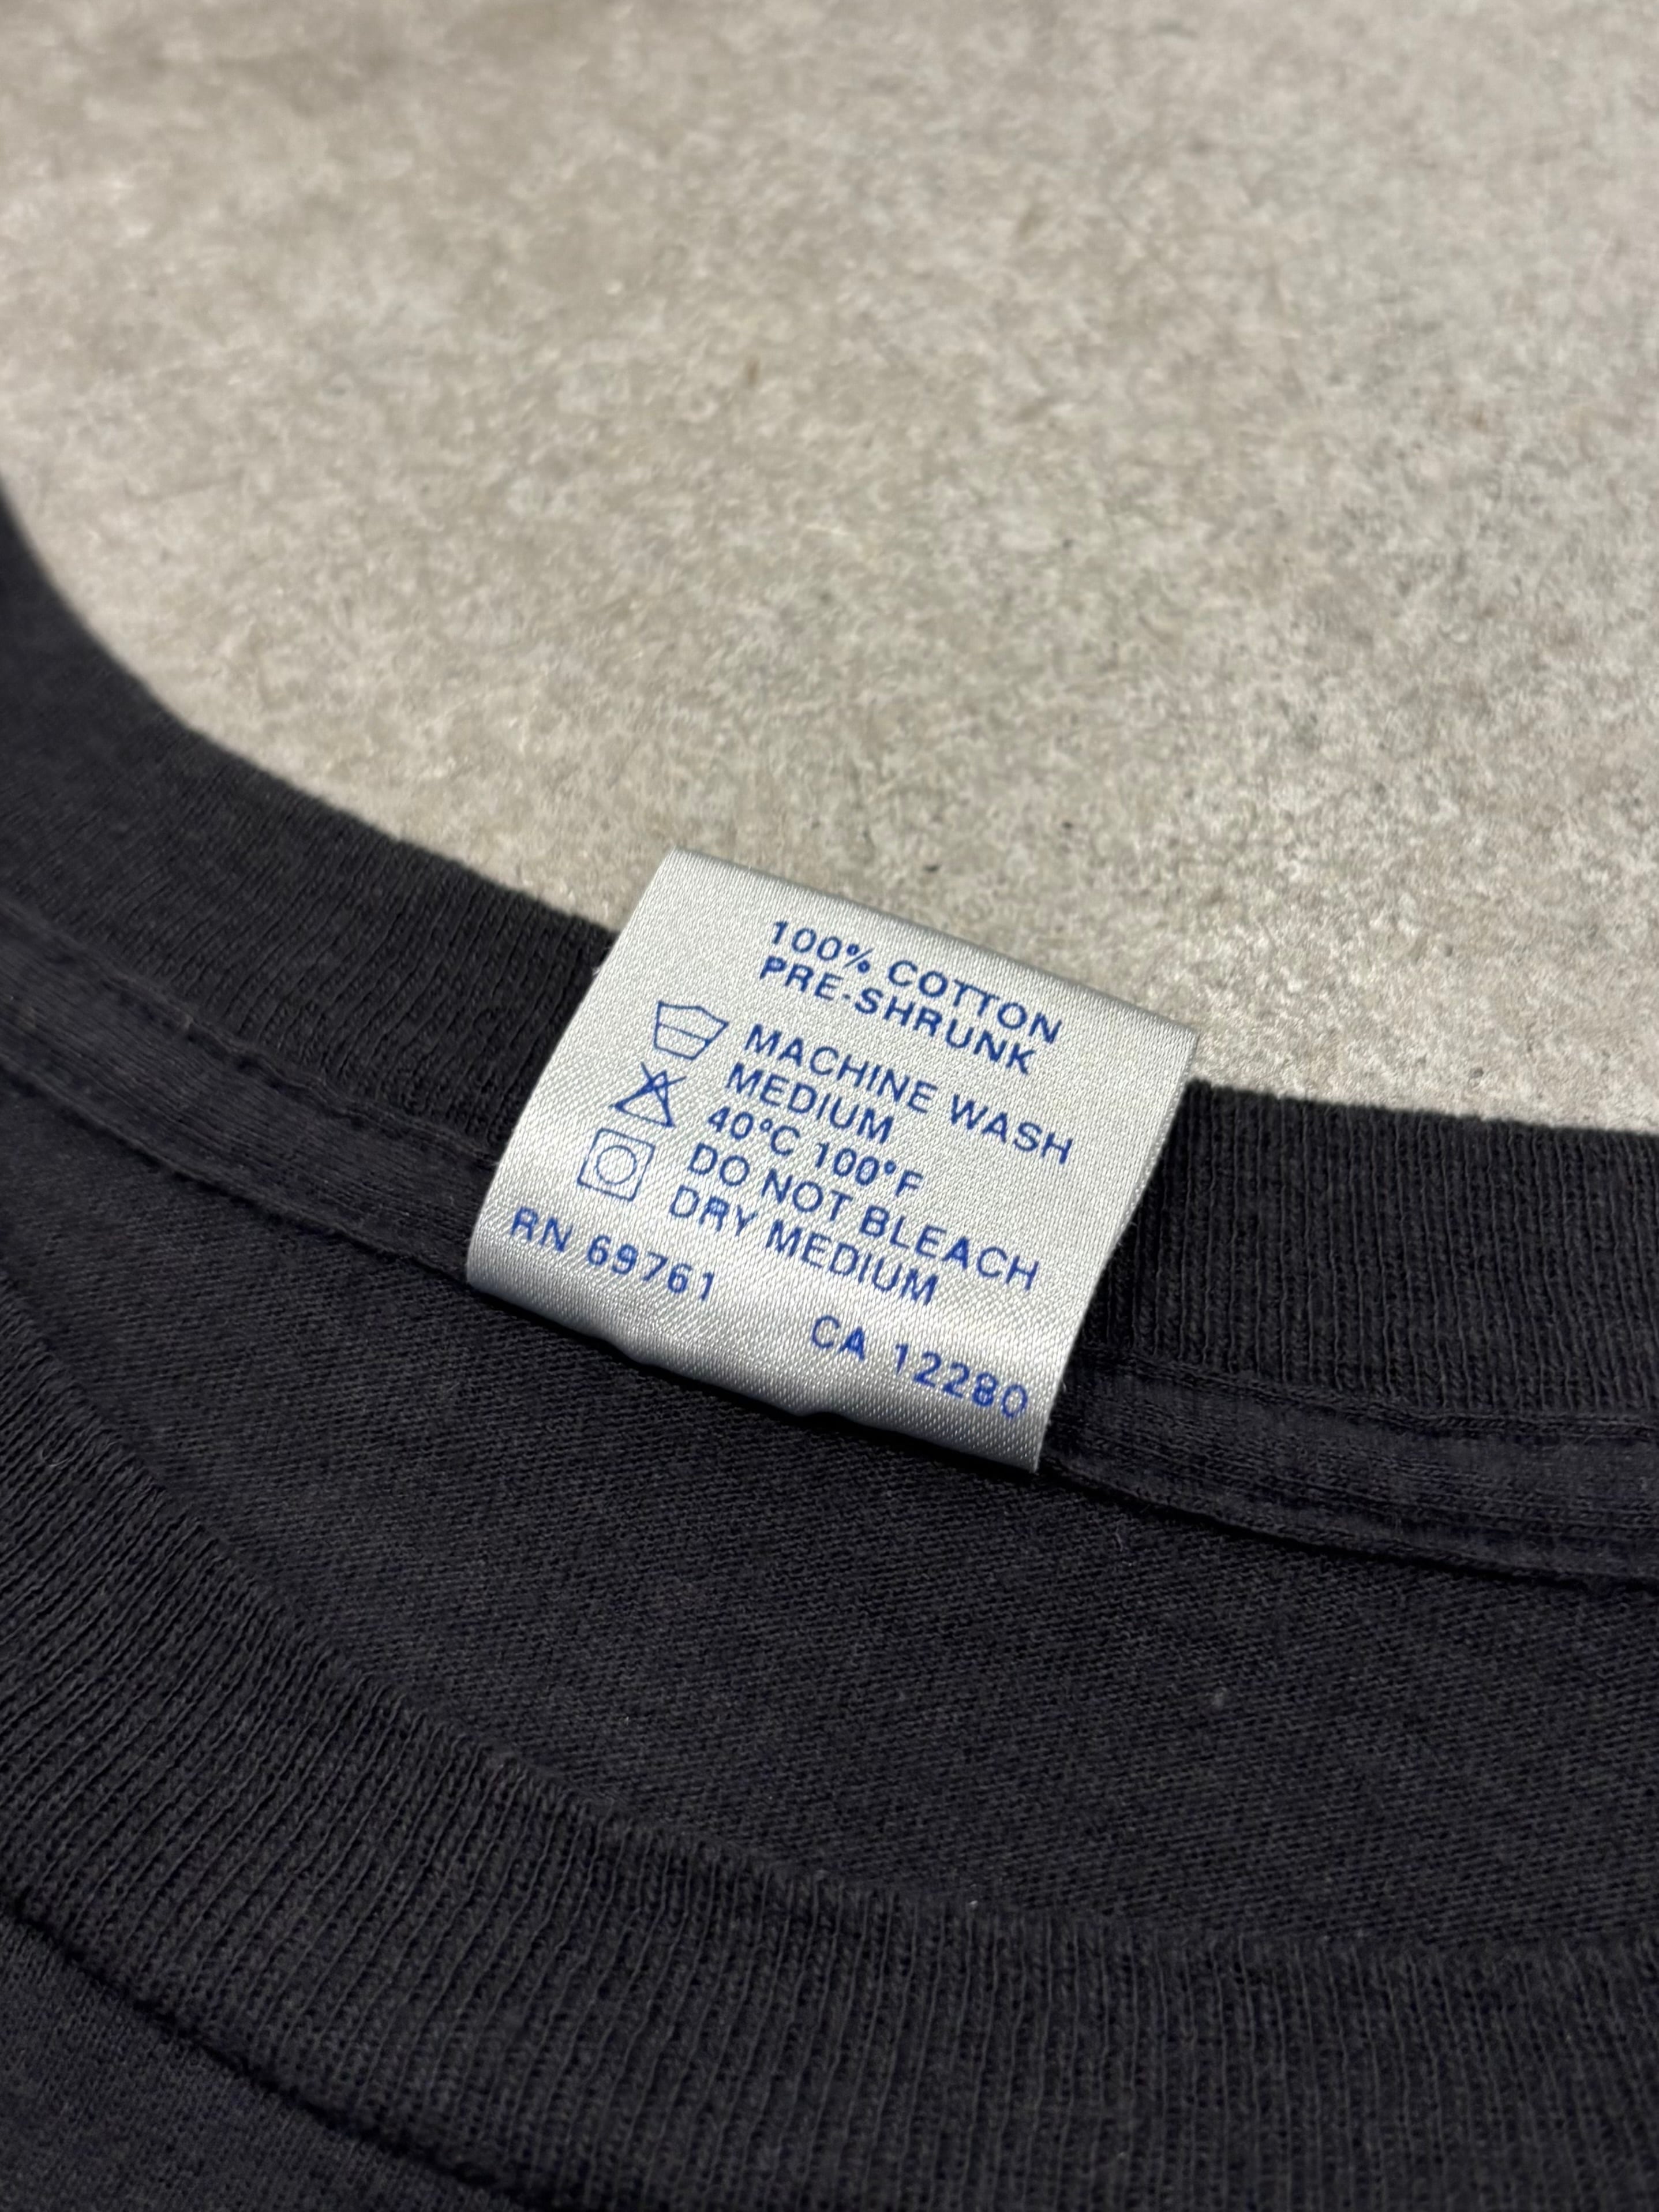 100% COTTON
PRE-SHRUNK
MACHINE WASH
MEDIUM
40°C 100°F
DO NOT BLEACH
DRY MEDIUM
RN 69761 CA 12280